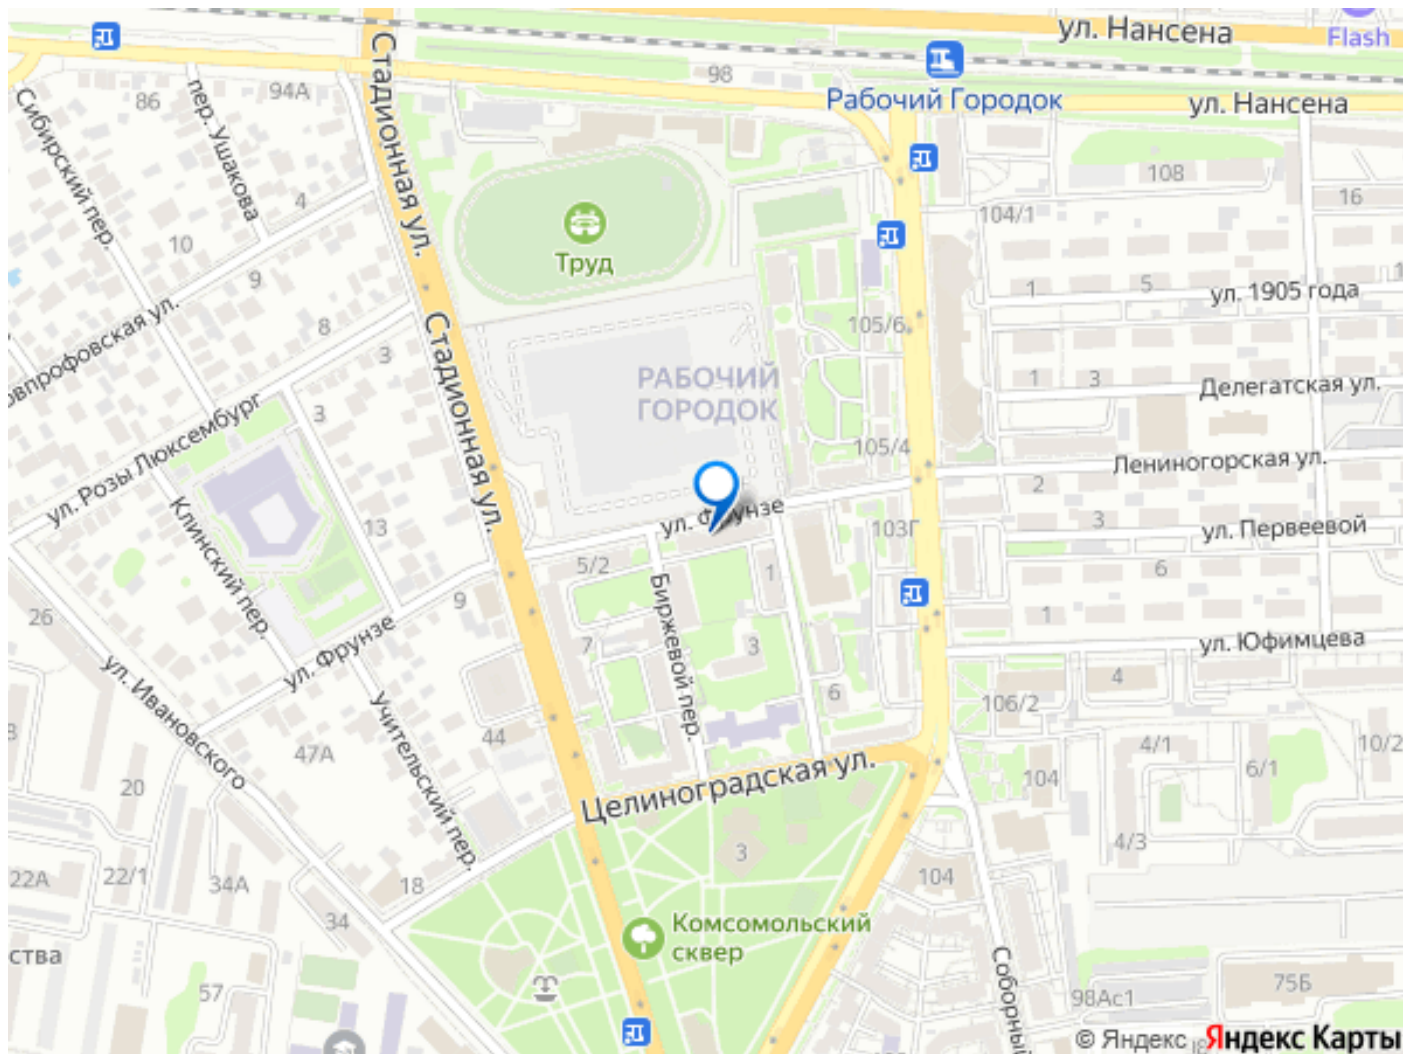 ул. Нансена
Flash
98
Рабочий Городок
ул. Нансена
Стадионная ул.
86
94А
пер. Ушакова
Сибирский пер.
4
10
9
108
16
104/1
Труд
8
3
Стадионная ул.
1
5
ул. 1905 года
105/6
РАБОЧИЙ
ГОРОДОК
3
1
3
Делегатская ул.
ул. Розы Люксембург
105/4
Лениногорская ул.
2
13
Клинский пер.
ул. Фрунзе
103Г
3
ул. Первеевой
5/2
1
6
9
Биржевой пер.
26
1
ул. Фрунзе
7
3
ул. Юфимцева
ул. Ивановского
4
6
106/2
Учительский пер.
44
47А
4/1
10/2
6/1
20
Целиноградская ул.
104
4/3
3
22А
22/1
34А
18
104
34
Комсомольский
сквер
ства
Соборный
57
98Ас1
75Б
© Яндекс
Яндекс Карты